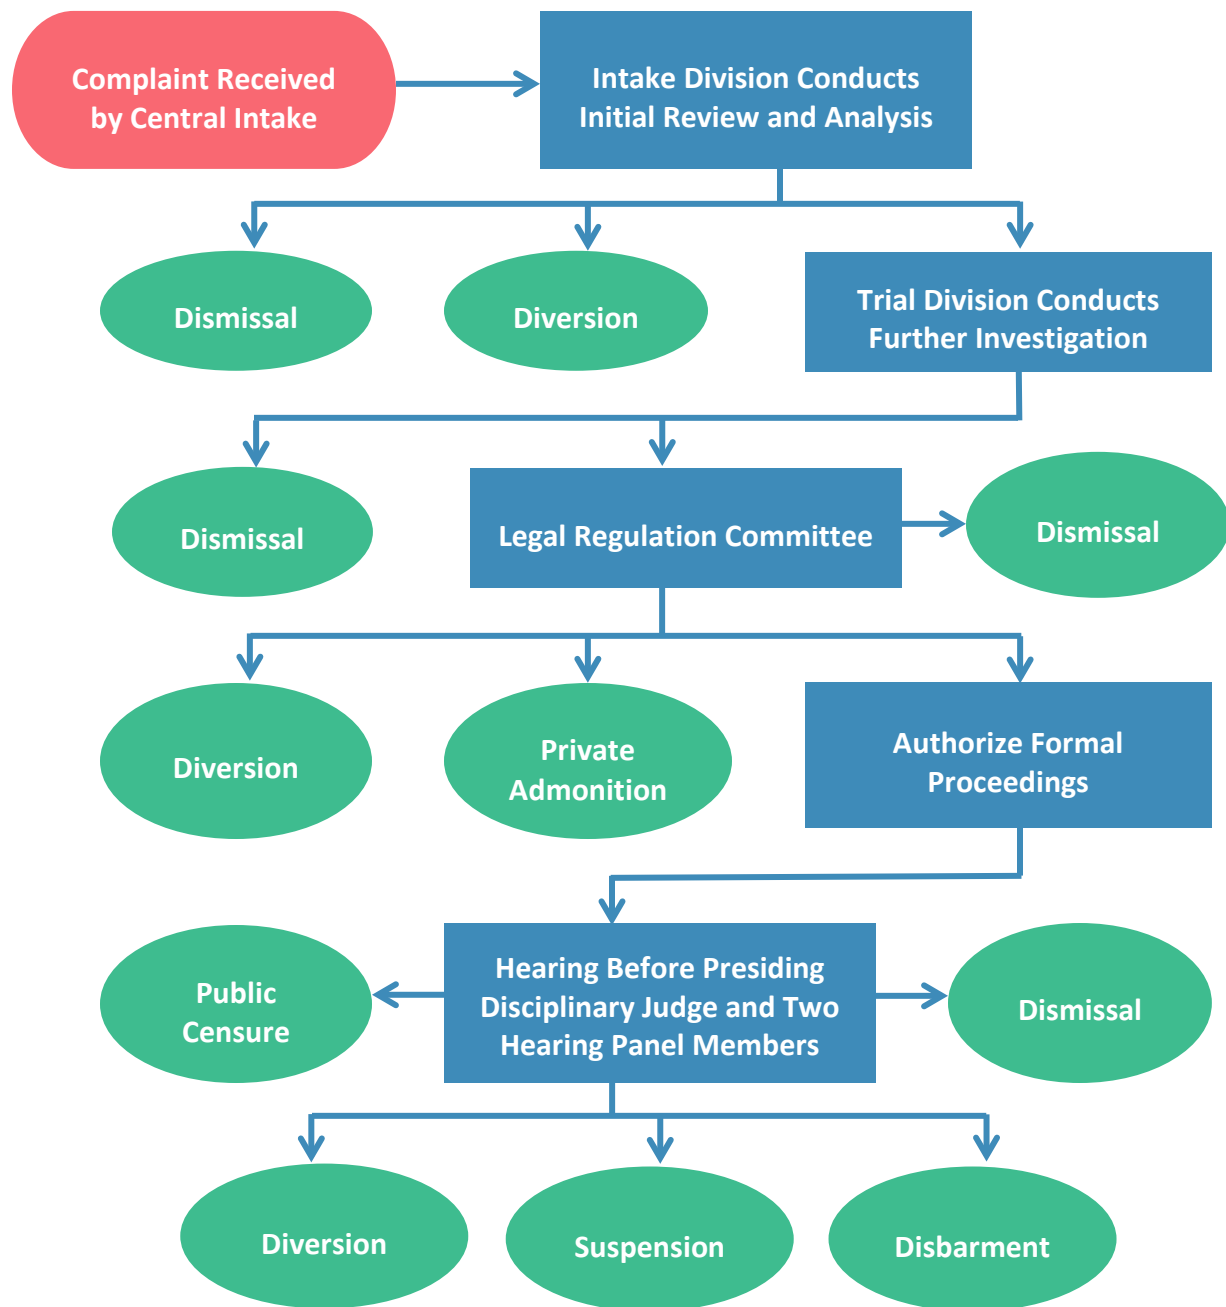 Complaint Received
by Central Intake
Intake Division Conducts
Initial Review and Analysis
Dismissal
Diversion
Trial Division Conducts
Further Investigation
Dismissal
Legal Regulation Committee
Dismissal
Diversion
Private
Admonition
Authorize Formal
Proceedings
Public
Censure
Hearing Before Presiding
Disciplinary Judge and Two
Hearing Panel Members
Dismissal
Diversion
Suspension
Disbarment